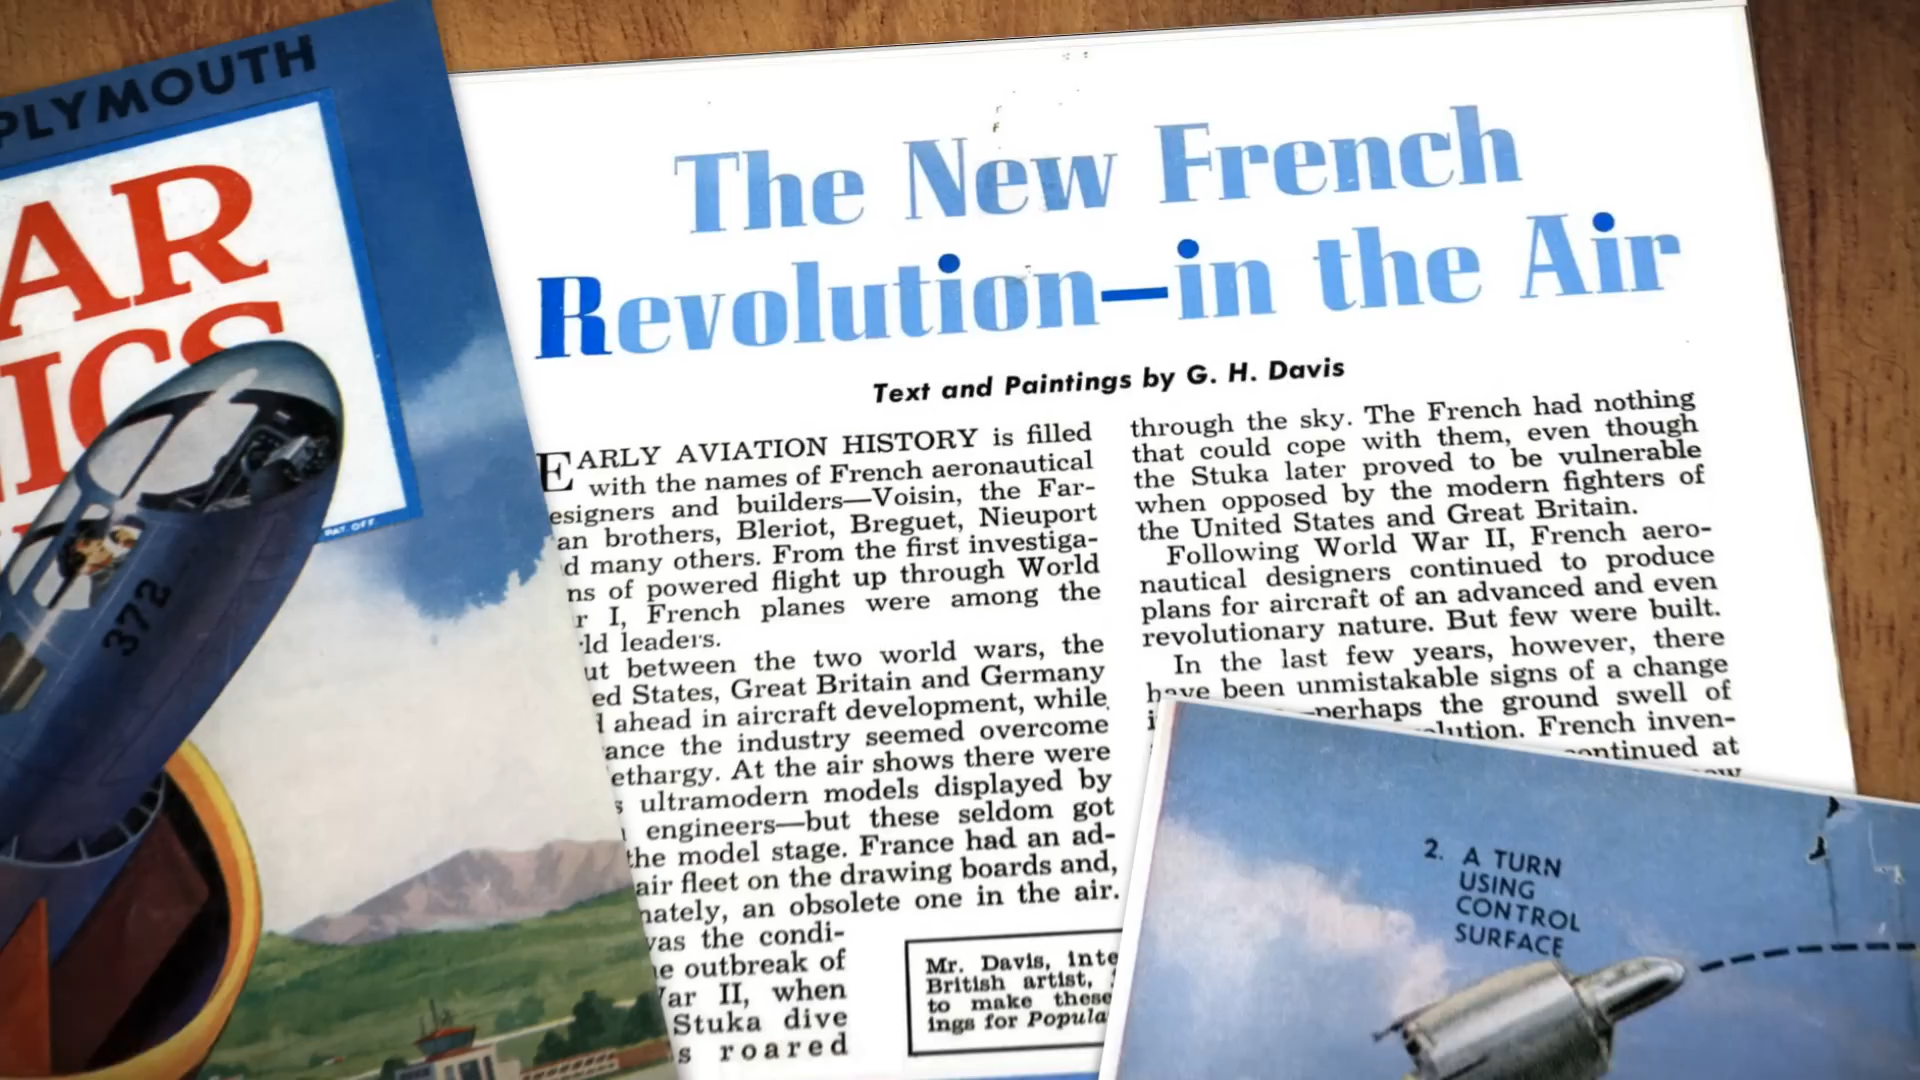 PLYMOUTH
AR
ICS
PAT. OFF.
372
The New French
Revolution—in the Air
Text and Paintings by G. H. Davis
EARLY AVIATION HISTORY is filled
with the names of French aeronautical
esigners and builders—Voisin, the Far-
an brothers, Bleriot, Breguet, Nieuport
d many others. From the first investiga-
ns of powered flight up through World
r I, French planes were among the
ld leaders.
ut between the two world wars, the
ed States, Great Britain and Germany
ahead in aircraft development, while
ance the industry seemed overcome
ethargy. At the air shows there were
s ultramodern models displayed by
engineers—but these seldom got
the model stage. France had an ad-
air fleet on the drawing boards and,
nately, an obsolete one in the air.
was the condi-
e outbreak of
ar II, when
Stuka dive
s roared
through the sky. The French had nothing
that could cope with them, even though
the Stuka later proved to be vulnerable
when opposed by the modern fighters of
the United States and Great Britain.
Following World War II, French aero-
nautical designers continued to produce
plans for aircraft of an advanced and even
revolutionary nature. But few were built.
In the last few years, however, there
have been unmistakable signs of a change
i perhaps the ground swell of
lution. French inven-
ontinued at
Mr. Davis, inte
British artist,
to make these
ings for Popula
2. A TURN
USING
CONTROL
SURFACE